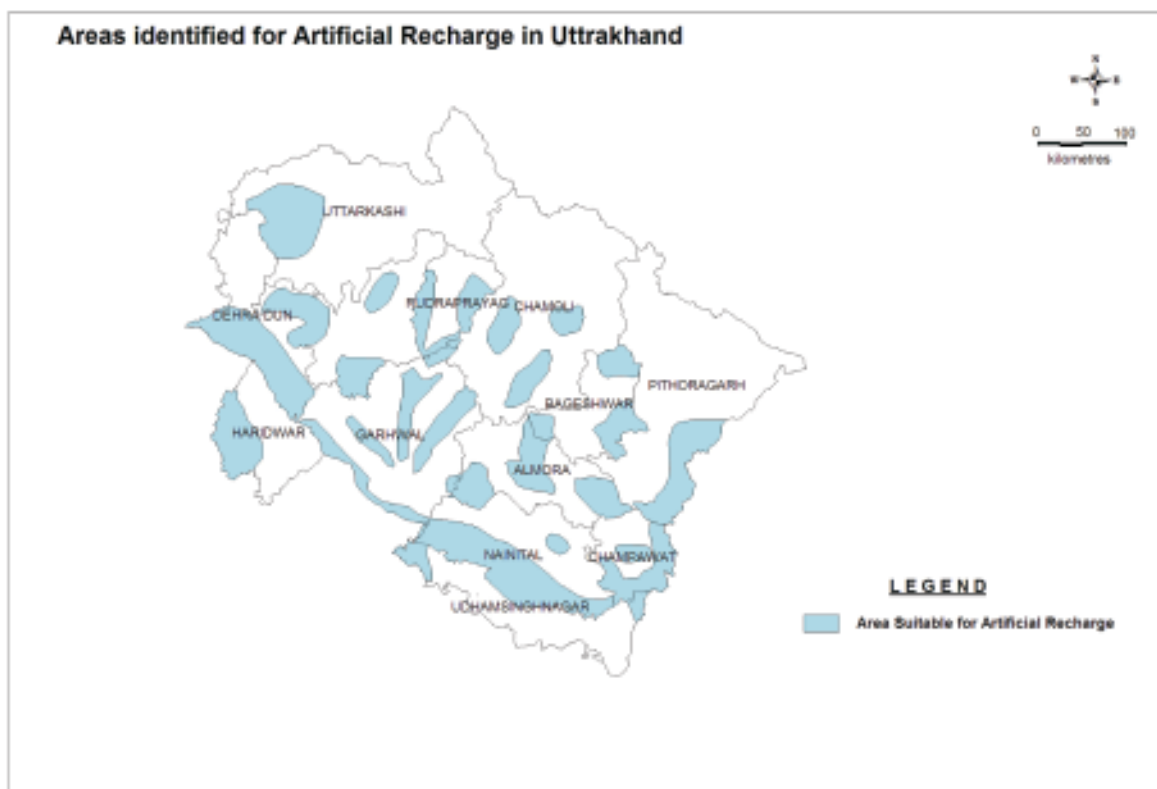 Areas identified for Artificial Recharge in Uttrakhand
N
W E
S
0 50 100
kilometres
UTTARKASHI
DEHRA DUN
RUDRAPRAYAG
CHAMOLI
PITHORAGARH
BAGESHWAR
HARIDWAR
GARHWAL
ALMORA
NAINITAL
CHAMPAWAT
UDHAMSINGHNAGAR
LEGEND
Area Suitable for Artificial Recharge